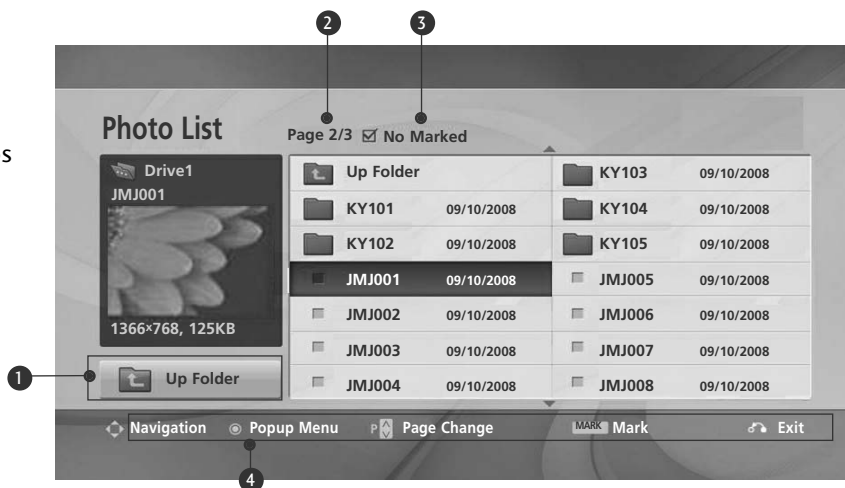 2 3
Photo List Page 2/3 No Marked
s
Drive1
JMJ001
1366×768, 125KB
1
Up Folder
Up Folder
KY101 09/10/2008
KY102 09/10/2008
JMJ001 09/10/2008
JMJ002 09/10/2008
JMJ003 09/10/2008
JMJ004 09/10/2008
KY103 09/10/2008
KY104 09/10/2008
KY105 09/10/2008
JMJ005 09/10/2008
JMJ006 09/10/2008
JMJ007 09/10/2008
JMJ008 09/10/2008
Navigation Popup Menu P Page Change MARK Mark Exit
4